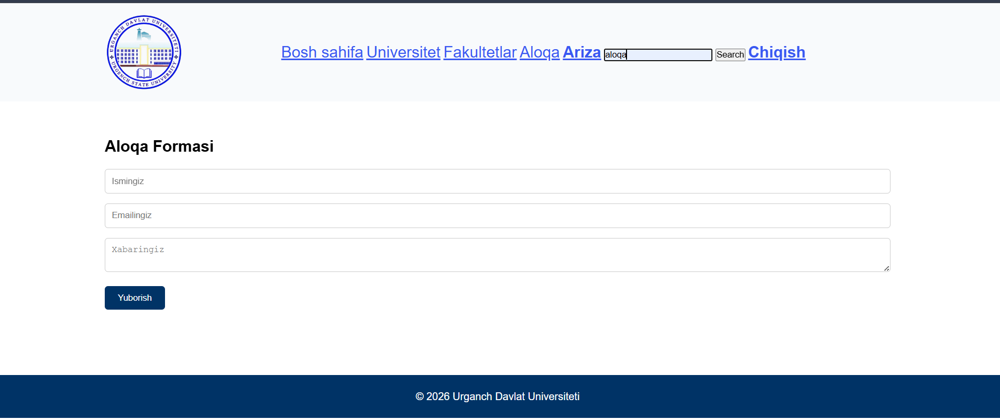 URGANCH DAVLAT UNIVERSITETI
URGENCH STATE UNIVERSITY
Bosh sahifa Universitet Fakultetlar Aloqa Ariza aloqa Search Chiqish
Aloqa Formasi
Ismingiz
Emailingiz
Xabaringiz
Yuborish
© 2026 Urganch Davlat Universiteti